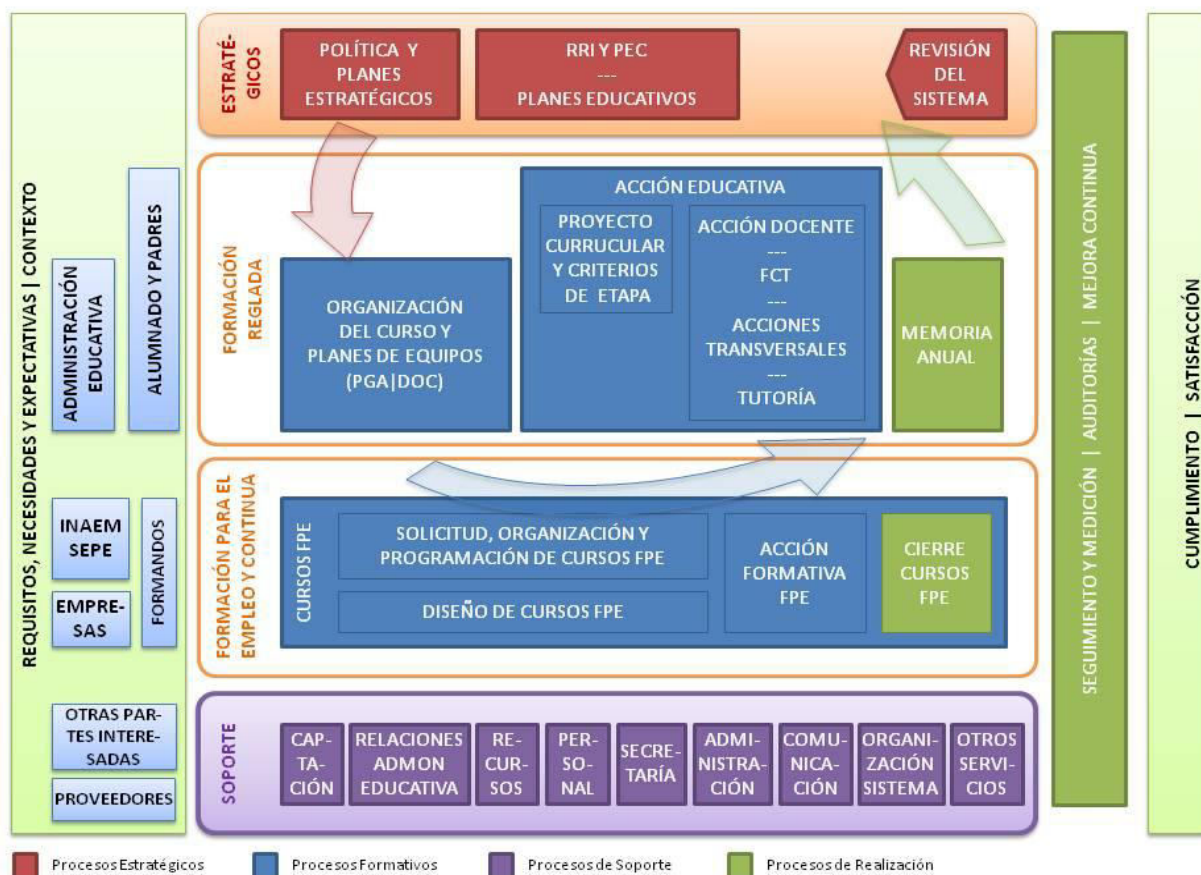 REQUISITOS, NECESIDADES Y EXPECTATIVAS | CONTEXTO
ADMINISTRACIÓN
EDUCATIVA
ALUMNADO Y PADRES
INAEM
SEPE
EMPRE-
SAS
FORMANDOS
OTRAS PAR-
TES INTERE-
SADAS
PROVEEDORES
ESTRATÉ-
GICOS
POLÍTICA Y
PLANES
ESTRATÉGICOS
RRI Y PEC
---
PLANES EDUCATIVOS
REVISIÓN
DEL
SISTEMA
FORMACIÓN
REGLADA
ORGANIZACIÓN
DEL CURSO Y
PLANES DE EQUIPOS
(PGA|DOC)
ACCIÓN EDUCATIVA
PROYECTO
CURRUCULAR
Y CRITERIOS
DE ETAPA
ACCIÓN DOCENTE
---
FCT
---
ACCIONES
TRANSVERSALES
---
TUTORÍA
MEMORIA
ANUAL
FORMACIÓN PARA EL
EMPLEO Y CONTINUA
CURSOS FPE
SOLICITUD, ORGANIZACIÓN Y
PROGRAMACIÓN DE CURSOS FPE
DISEÑO DE CURSOS FPE
ACCIÓN
FORMATIVA
FPE
CIERRE
CURSOS
FPE
SOPORTE
CAP-
TA-
CIÓN
RELACIONES
ADMON
EDUCATIVA
RE-
CUR-
SOS
PER-
SO-
NAL
SECRE-
TARÍA
ADMI-
NISTRA-
CIÓN
COMU-
NICA-
CIÓN
ORGANI-
ZACIÓN
SISTEMA
OTROS
SERVI-
CIOS
SEGUIMIENTO Y MEDICIÓN | AUDITORÍAS | MEJORA CONTINUA
CUMPLIMIENTO | SATISFACCIÓN
Procesos Estratégicos
Procesos Formativos
Procesos de Soporte
Procesos de Realización